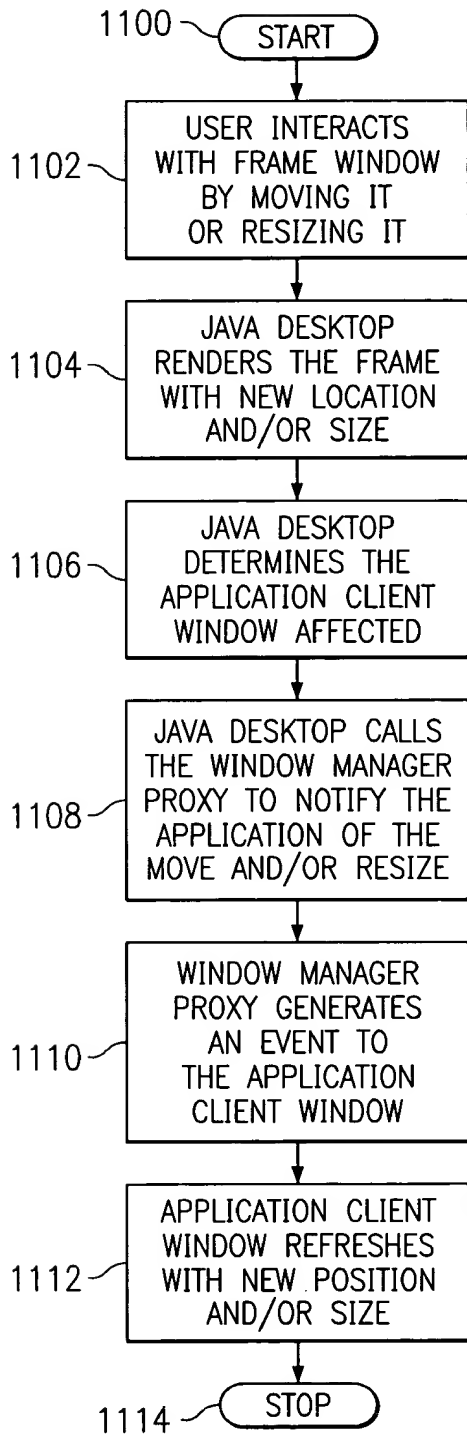 1100
START
1102
USER INTERACTS
WITH FRAME WINDOW
BY MOVING IT
OR RESIZING IT
1104
JAVA DESKTOP
RENDERS THE FRAME
WITH NEW LOCATION
AND/OR SIZE
1106
JAVA DESKTOP
DETERMINES THE
APPLICATION CLIENT
WINDOW AFFECTED
1108
JAVA DESKTOP CALLS
THE WINDOW MANAGER
PROXY TO NOTIFY THE
APPLICATION OF THE
MOVE AND/OR RESIZE
1110
WINDOW MANAGER
PROXY GENERATES
AN EVENT TO
THE APPLICATION
CLIENT WINDOW
1112
APPLICATION CLIENT
WINDOW REFRESHES
WITH NEW POSITION
AND/OR SIZE
1114
STOP